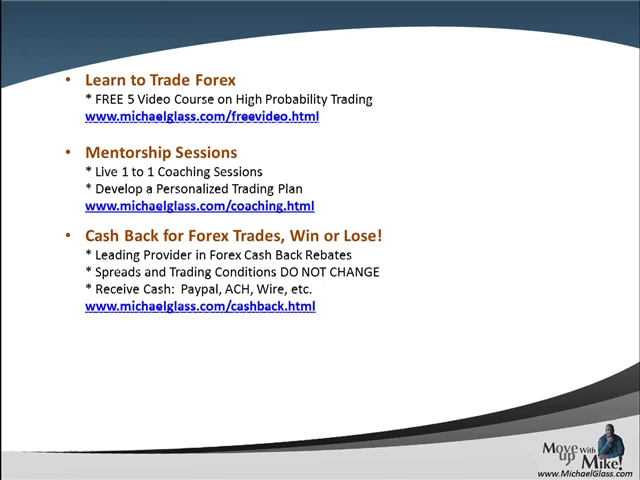 • Learn to Trade Forex
* FREE 5 Video Course on High Probability Trading
www.michaelglass.com/freevideo.html
• Mentorship Sessions
* Live 1 to 1 Coaching Sessions
* Develop a Personalized Trading Plan
www.michaelglass.com/coaching.html
• Cash Back for Forex Trades, Win or Lose!
* Leading Provider in Forex Cash Back Rebates
* Spreads and Trading Conditions DO NOT CHANGE
* Receive Cash: Paypal, ACH, Wire, etc.
www.michaelglass.com/cashback.html
Move up With Mike!
www.MichaelGlass.com